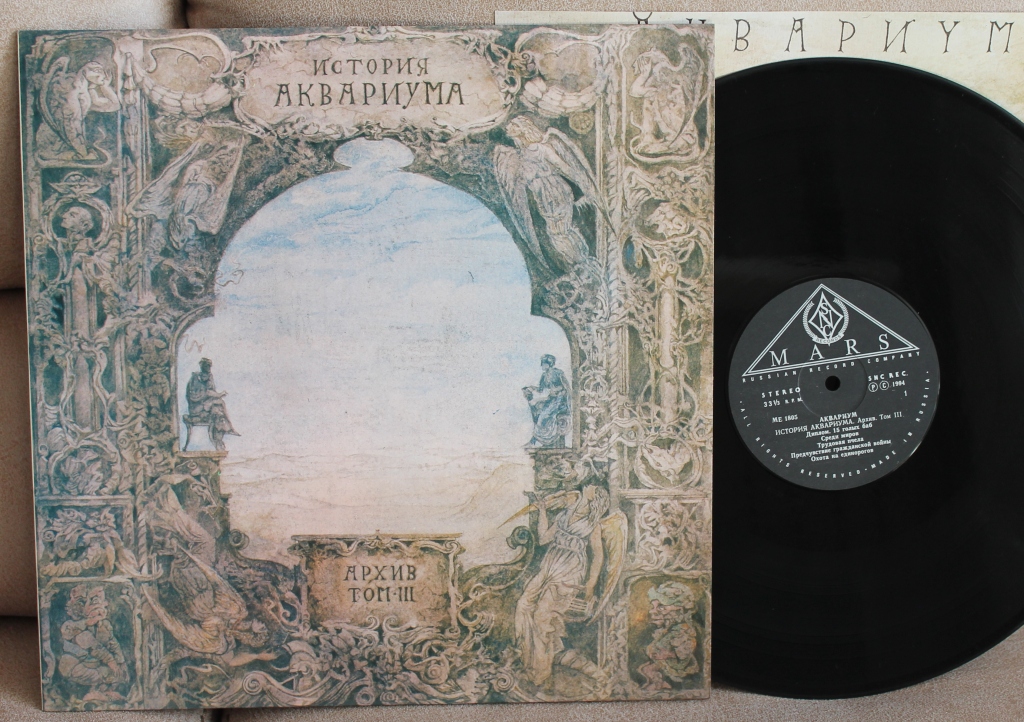 ИСТОРИЯ
АКВАРИУМА
АРХИВ
ТОМ·III
АКВАРИУМ
MARS
RUSSIAN RECORD COMPANY
STEREO
33⅓ R.P.M.
SNC REC.
Ⓟ Ⓒ 1994
1
ME 1805
АКВАРИУМ
ИСТОРИЯ АКВАРИУМА. Архив. Том III.
Диплом. 15 голых баб
Среди миров
Трудовая пчела
Предчувствие гражданской войны
Охота на единорогов
ALL RIGHTS RESERVED-MADE IN RUSSIA.